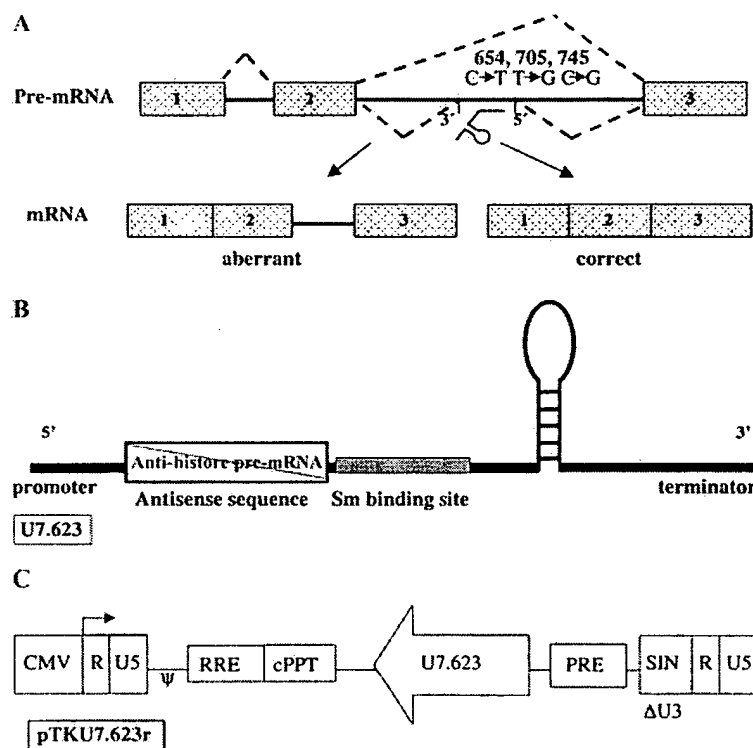 A
654, 705, 745
C→T T→G C→G
Pre-mRNA
1 2 3
3' 5'
mRNA
1 2 3 1 2 3
aberrant correct
B
5' 3'
Anti-histore pre-mRNA
promoter Antisense sequence Sm binding site terminator
U7.623
C
CMV R U5 ψ RRE cPPT U7.623 PRE SIN R U5
ΔU3
pTKU7.623r